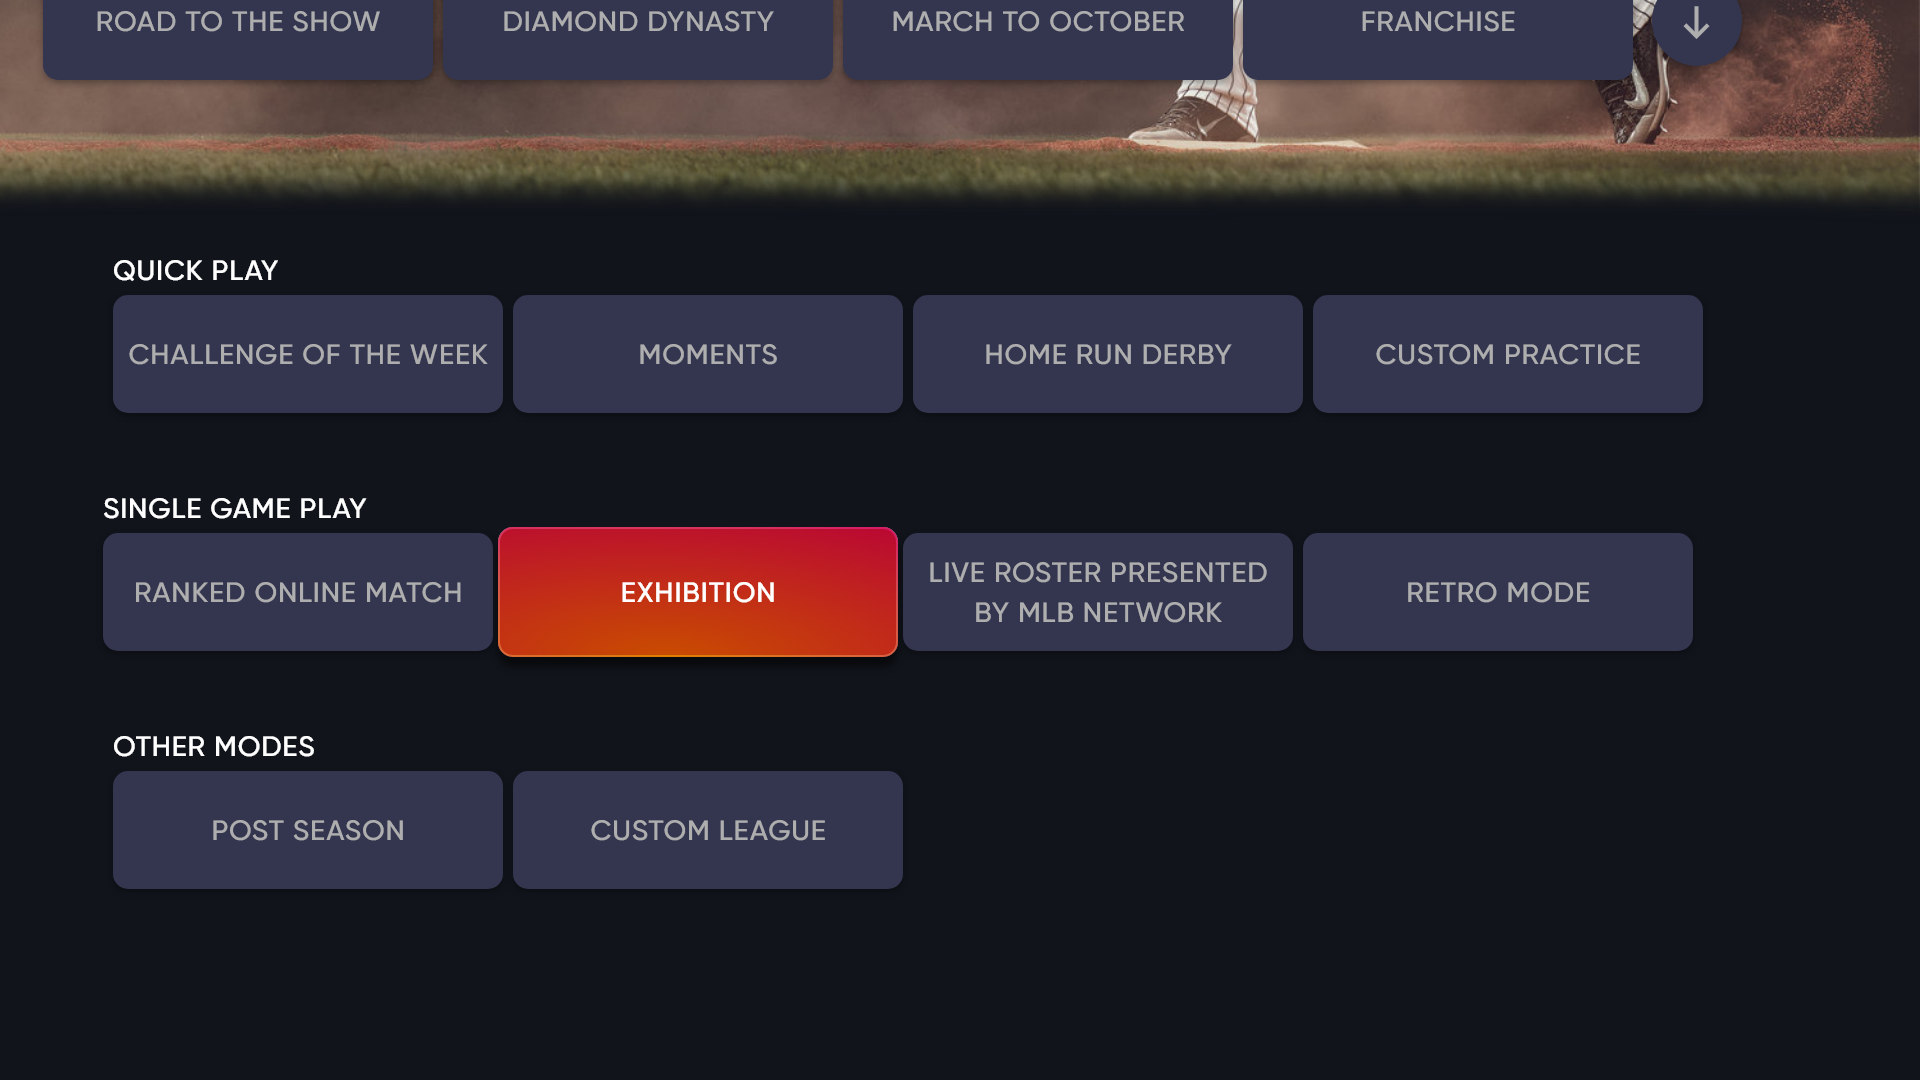 ROAD TO THE SHOW
DIAMOND DYNASTY
MARCH TO OCTOBER
FRANCHISE
QUICK PLAY
CHALLENGE OF THE WEEK
MOMENTS
HOME RUN DERBY
CUSTOM PRACTICE
SINGLE GAME PLAY
RANKED ONLINE MATCH
EXHIBITION
LIVE ROSTER PRESENTED
BY MLB NETWORK
RETRO MODE
OTHER MODES
POST SEASON
CUSTOM LEAGUE